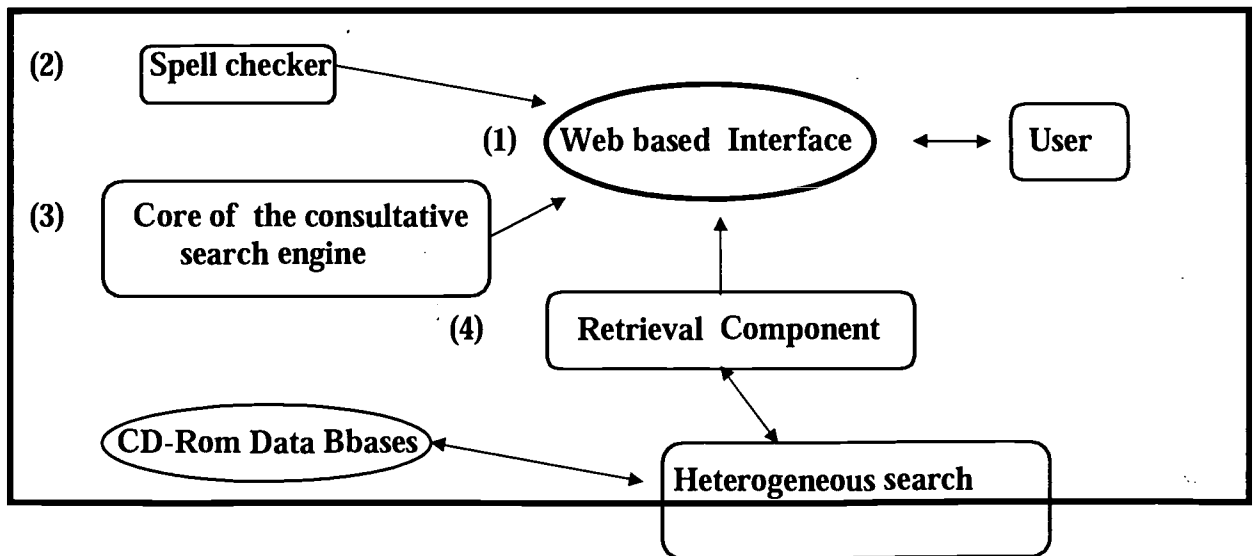 (2) Spell checker
(1) Web based Interface
User
(3) Core of the consultative
search engine
(4) Retrieval Component
CD-Rom Data Bbases
Heterogeneous search